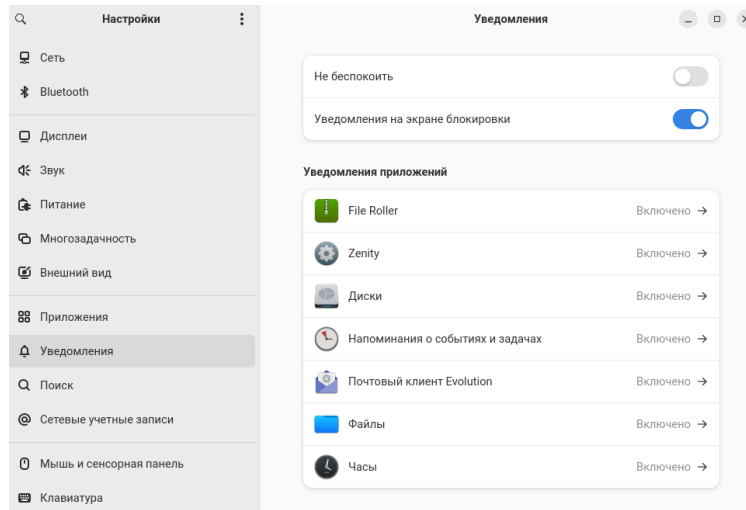 Настройки
Сеть
Bluetooth
Дисплеи
Звук
Питание
Многозадачность
Внешний вид
Приложения
Уведомления
Поиск
Сетевые учетные записи
Мышь и сенсорная панель
Клавиатура
Уведомления
Не беспокоить
Уведомления на экране блокировки
Уведомления приложений
File Roller Включено
Zenity Включено
Диски Включено
Напоминания о событиях и задачах Включено
Почтовый клиент Evolution Включено
Файлы Включено
Часы Включено